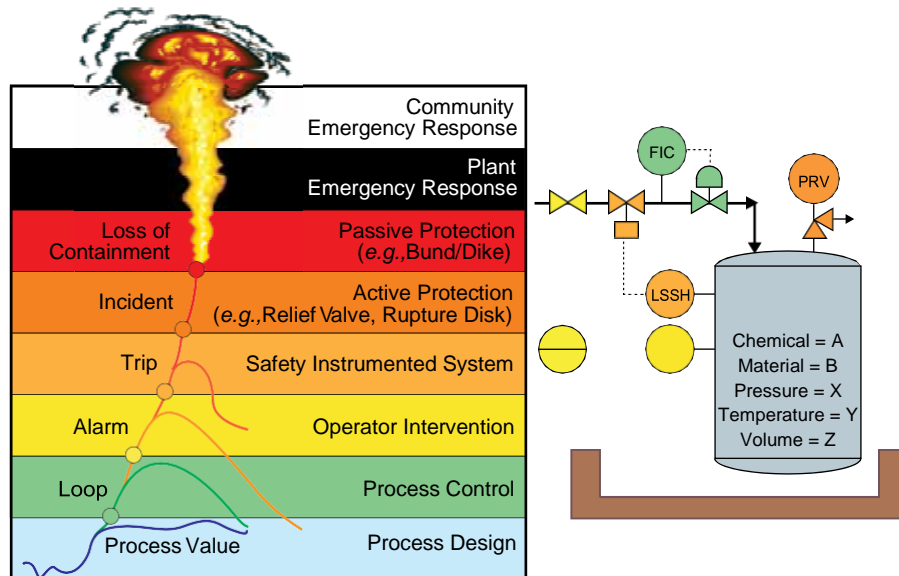 Community
Emergency Response
Plant
Emergency Response
Loss of
Containment
Passive Protection
(e.g.,Bund/Dike)
Incident
Active Protection
(e.g.,Relief Valve, Rupture Disk)
Trip
Safety Instrumented System
Alarm
Operator Intervention
Loop
Process Control
Process Value
Process Design
FIC
PRV
LSSH
Chemical = A
Material = B
Pressure = X
Temperature = Y
Volume = Z